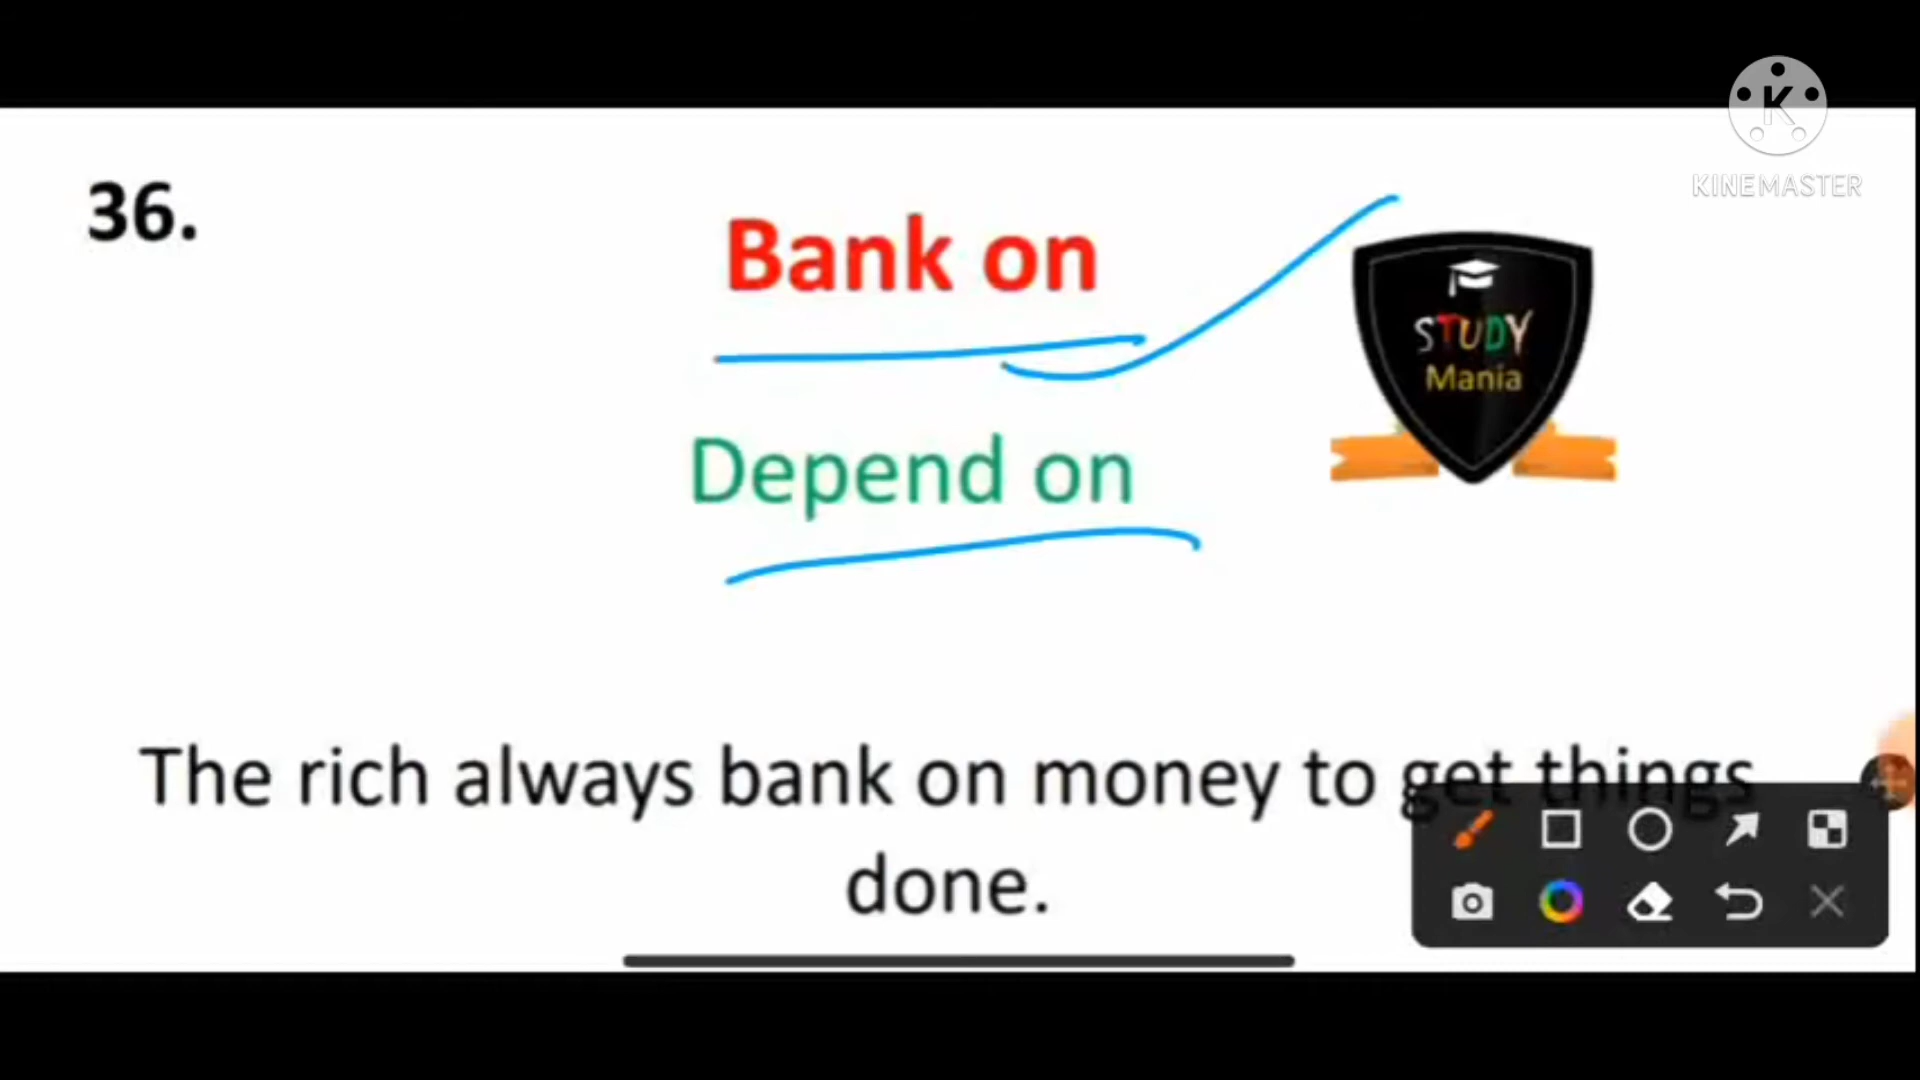 KINEMASTER
36.
Bank on
STUDY
Mania
Depend on
The rich always bank on money to get things
done.